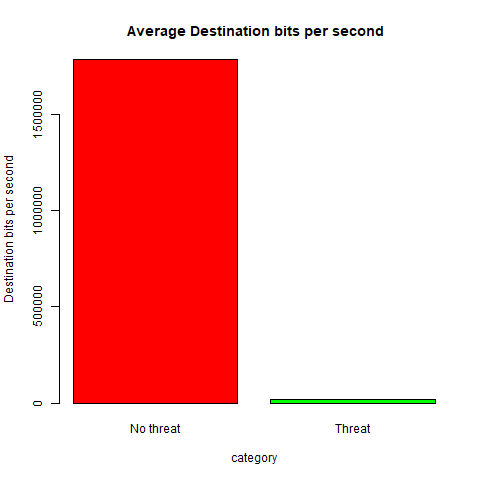 Average Destination bits per second
Destination bits per second
1500000
1000000
500000
0
No threat
Threat
category